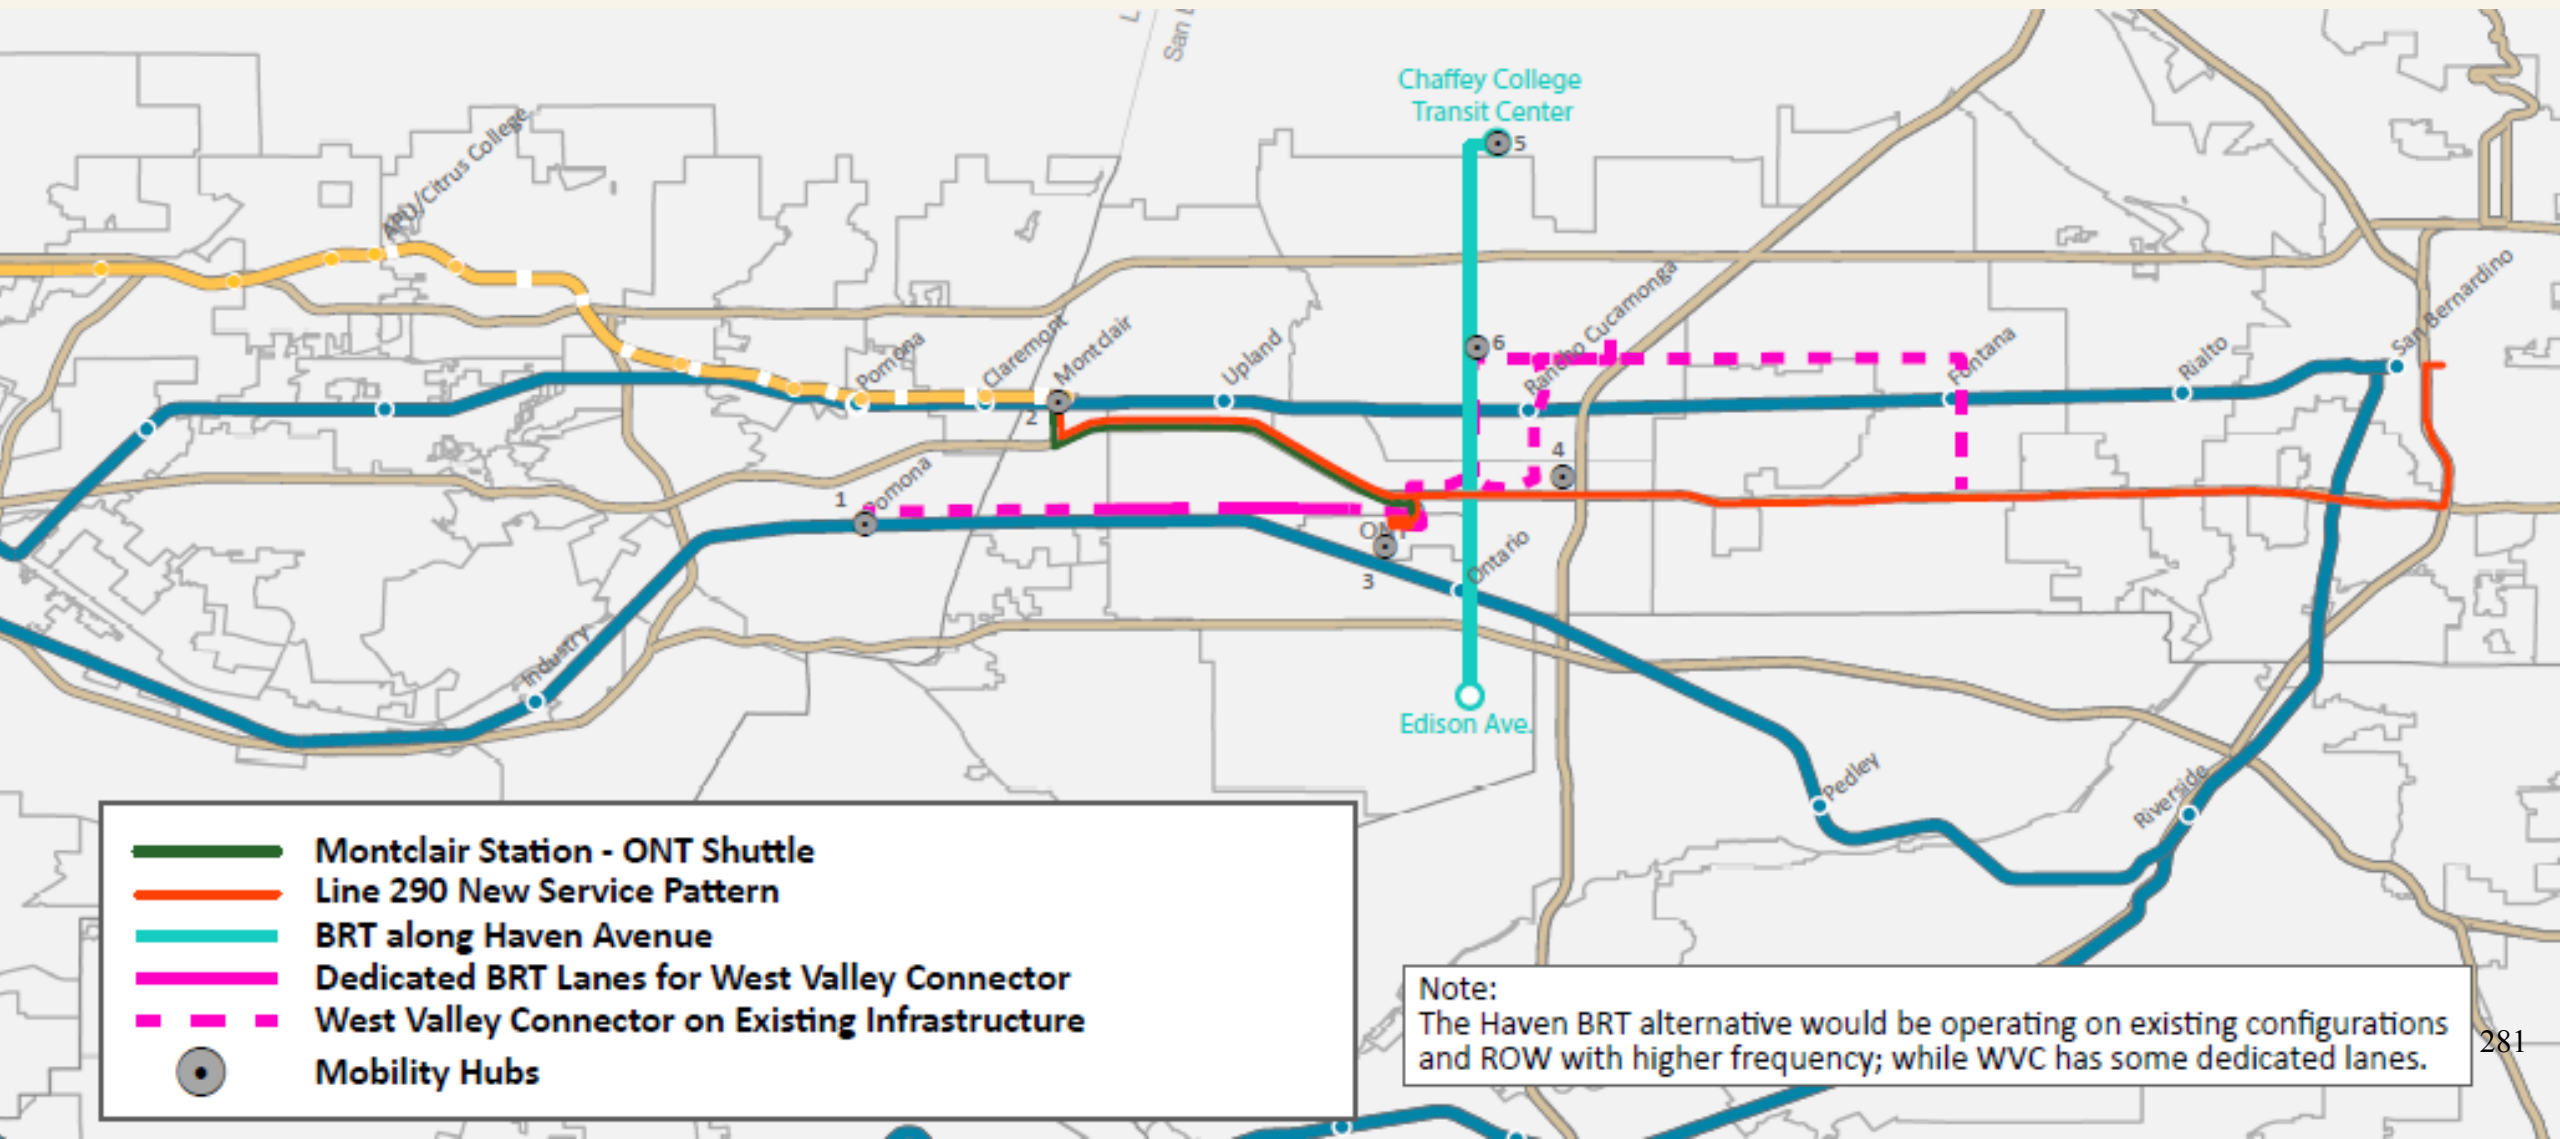 L
San B
Chaffey College
Transit Center
5
APU/Citrus College
6
Pomona
Claremont
Montclair
Upland
Rancho Cucamonga
Fontana
Rialto
San Bernardino
2
4
1
Pomona
ONT
3
Ontario
Industry
Edison Ave.
Pedley
Riverside
Montclair Station - ONT Shuttle
Line 290 New Service Pattern
BRT along Haven Avenue
Dedicated BRT Lanes for West Valley Connector
West Valley Connector on Existing Infrastructure
Mobility Hubs
Note:
The Haven BRT alternative would be operating on existing configurations
and ROW with higher frequency; while WVC has some dedicated lanes.
281